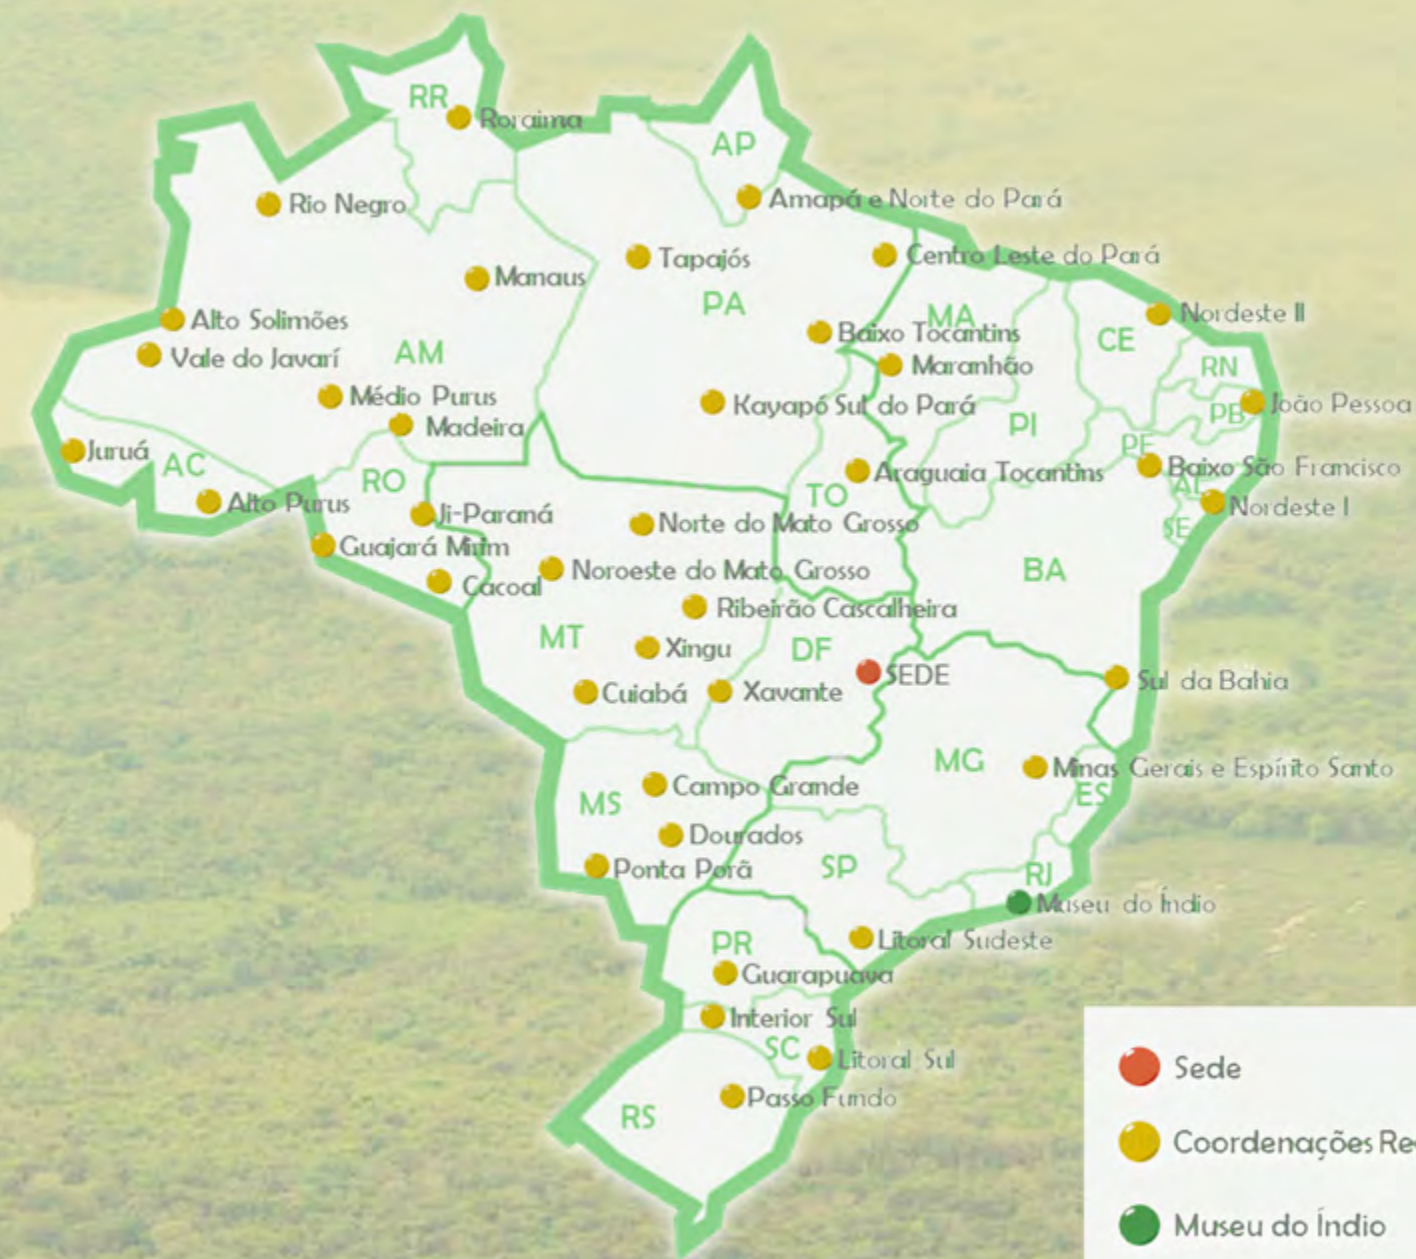 RR
Roraima
AP
Rio Negro
Amapá e Norte do Pará
Tapajós
Centro Leste do Pará
Manaus
PA
Alto Solimões
MA
Nordeste II
Baixo Tocantins
CE
Vale do Javarí
AM
Maranhão
RN
Médio Purus
Kayapó Sul do Pará
João Pessoa
PB
Madeira
PI
PE
Juruá
AC
RO
Araguaia Tocantins
Baixo São Francisco
AL
TO
Alto Purus
Ji-Paraná
Norte do Mato Grosso
Nordeste I
SE
Guajará Mirim
Noroeste do Mato Grosso
BA
Cacoal
Ribeirão Cascalheira
MT
Xingu
DF
SEDE
Sul da Bahia
Cuiabá
Xavante
MG
Minas Gerais e Espírito Santo
Campo Grande
ES
MS
Dourados
Ponta Porã
SP
RJ
Museu do Índio
PR
Litoral Sudeste
Guarapuava
Interior Sul
SC
Litoral Sul
Passo Fundo
RS
Sede
Coordenações Re
Museu do Índio